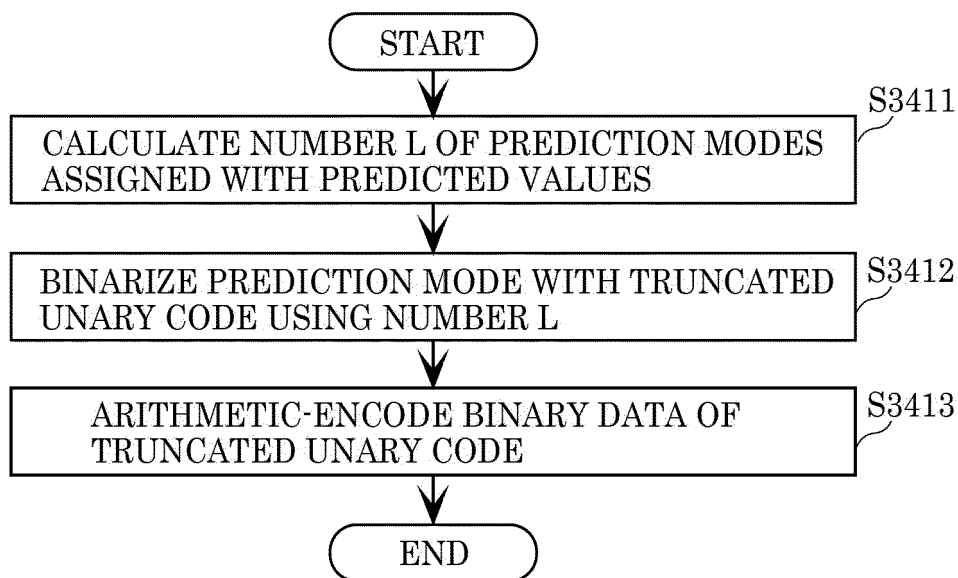 START
S3411
CALCULATE NUMBER L OF PREDICTION MODES
ASSIGNED WITH PREDICTED VALUES
S3412
BINARIZE PREDICTION MODE WITH TRUNCATED
UNARY CODE USING NUMBER L
S3413
ARITHMETIC-ENCODE BINARY DATA OF
TRUNCATED UNARY CODE
END